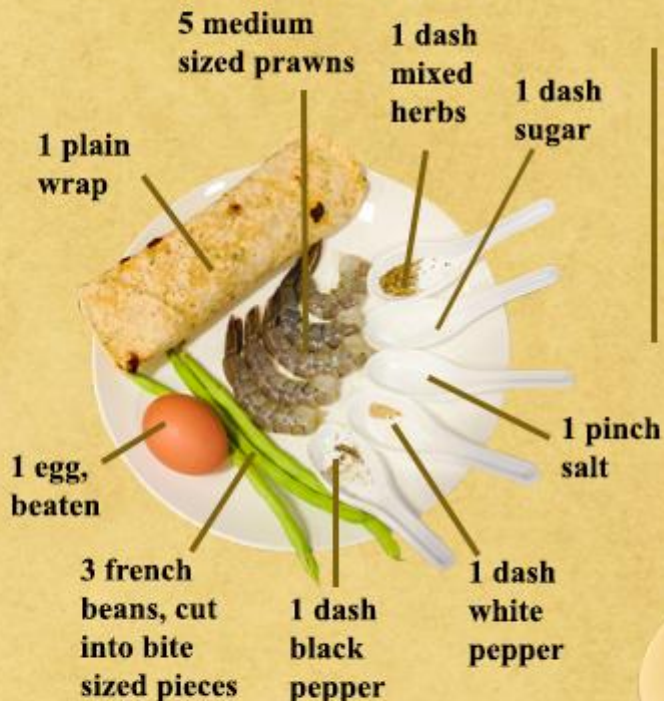 5 medium
sized prawns
1 dash
mixed
herbs
1 dash
sugar
1 plain
wrap
1 pinch
salt
1 egg,
beaten
3 french
beans, cut
into bite
sized pieces
1 dash
black
pepper
1 dash
white
pepper